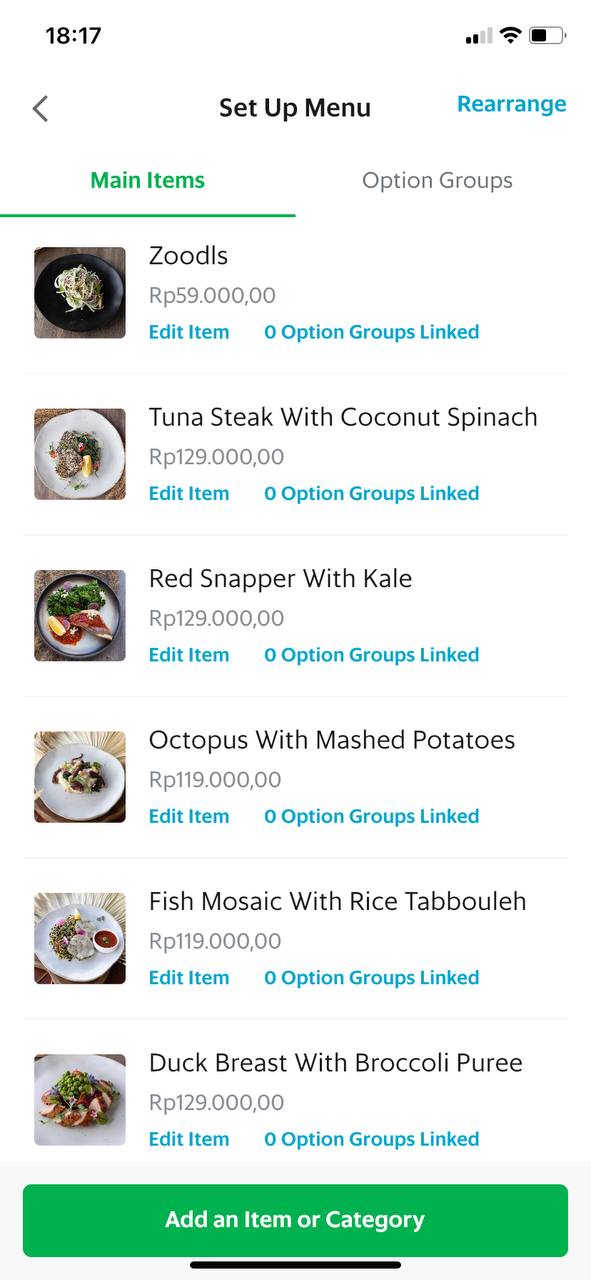 18:17
Set Up Menu
Rearrange
Main Items
Option Groups
Zoodls
Rp59.000,00
Edit Item 0 Option Groups Linked
Tuna Steak With Coconut Spinach
Rp129.000,00
Edit Item 0 Option Groups Linked
Red Snapper With Kale
Rp129.000,00
Edit Item 0 Option Groups Linked
Octopus With Mashed Potatoes
Rp119.000,00
Edit Item 0 Option Groups Linked
Fish Mosaic With Rice Tabbouleh
Rp119.000,00
Edit Item 0 Option Groups Linked
Duck Breast With Broccoli Puree
Rp129.000,00
Edit Item 0 Option Groups Linked
Add an Item or Category